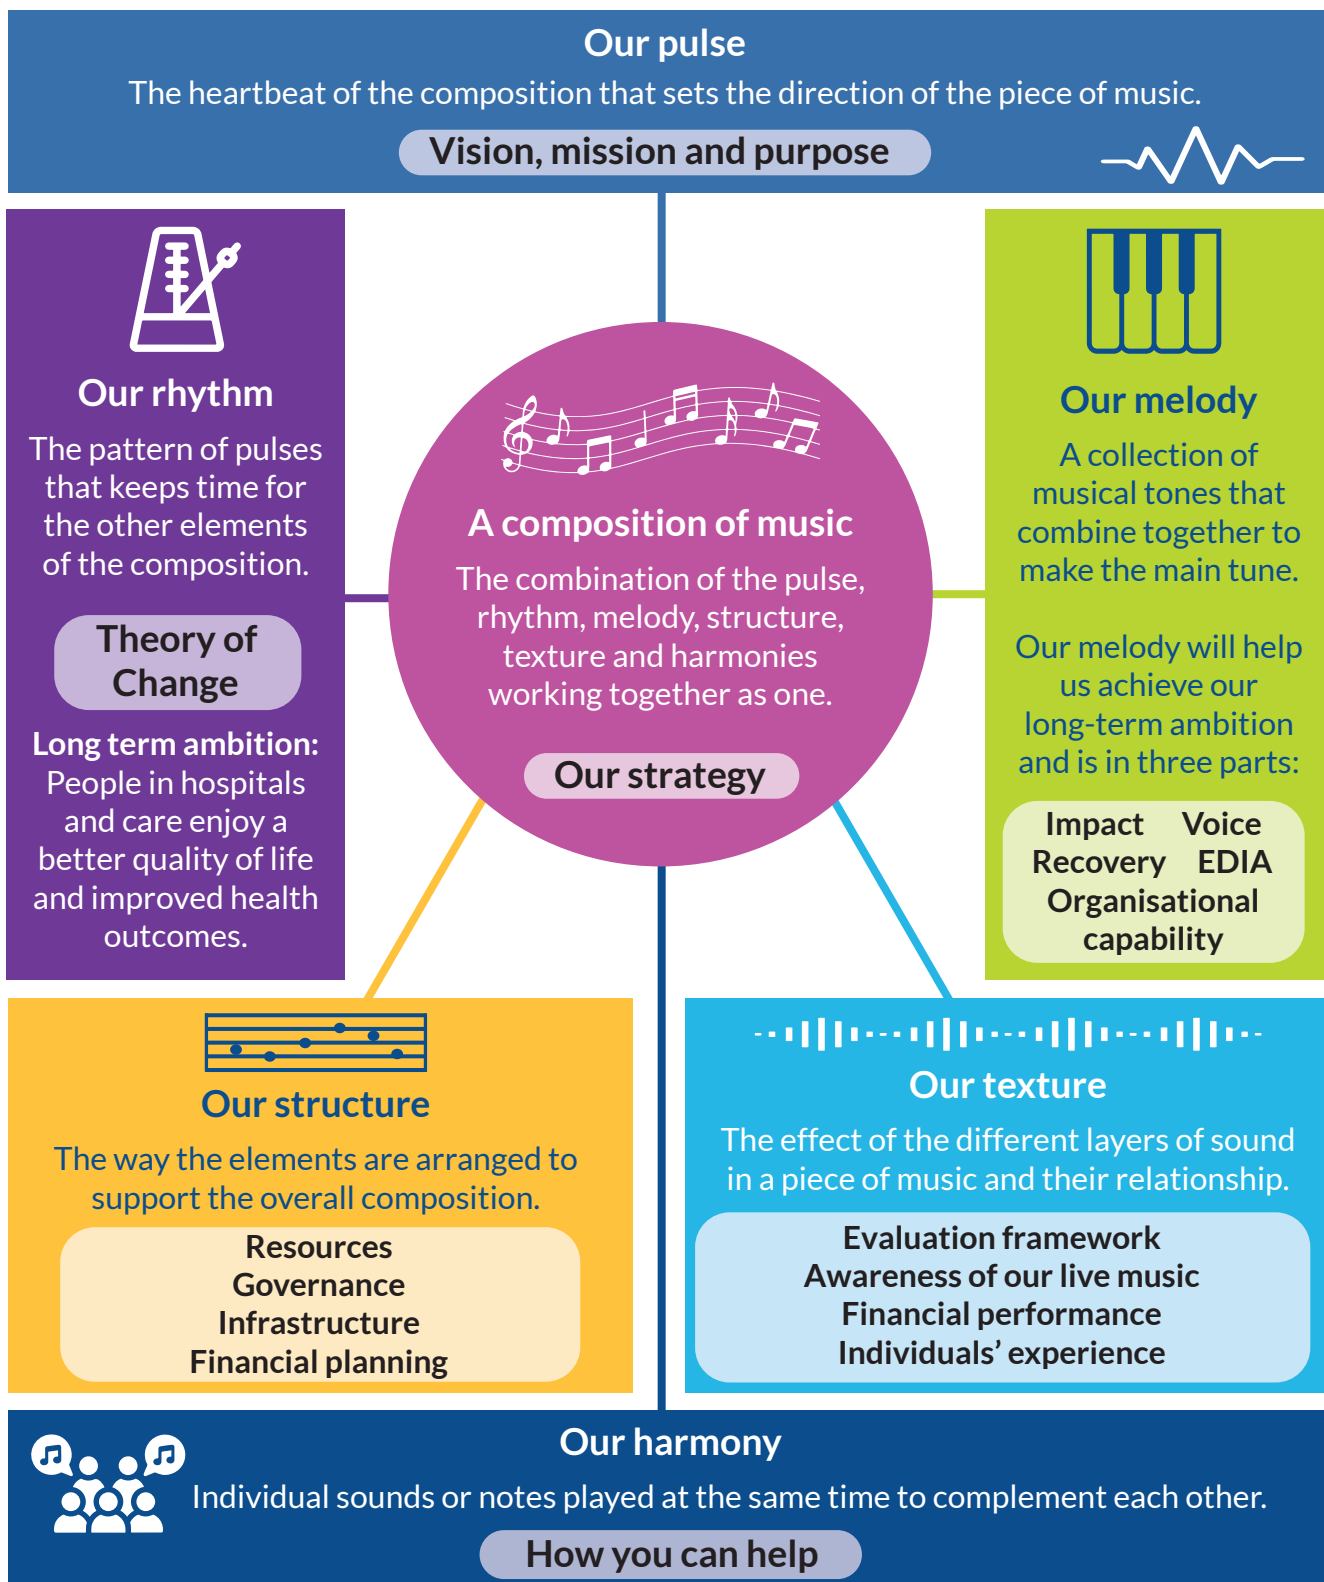 Our pulse
The heartbeat of the composition that sets the direction of the piece of music.
Vision, mission and purpose
Our rhythm
The pattern of pulses
that keeps time for
the other elements
of the composition.
Theory of
Change
Long term ambition:
People in hospitals
and care enjoy a
better quality of life
and improved health
outcomes.
A composition of music
The combination of the pulse,
rhythm, melody, structure,
texture and harmonies
working together as one.
Our strategy
Our melody
A collection of
musical tones that
combine together to
make the main tune.
Our melody will help
us achieve our
long-term ambition
and is in three parts:
Impact Voice
Recovery EDIA
Organisational
capability
Our structure
The way the elements are arranged to
support the overall composition.
Resources
Governance
Infrastructure
Financial planning
Our texture
The effect of the different layers of sound
in a piece of music and their relationship.
Evaluation framework
Awareness of our live music
Financial performance
Individuals’ experience
Our harmony
Individual sounds or notes played at the same time to complement each other.
How you can help